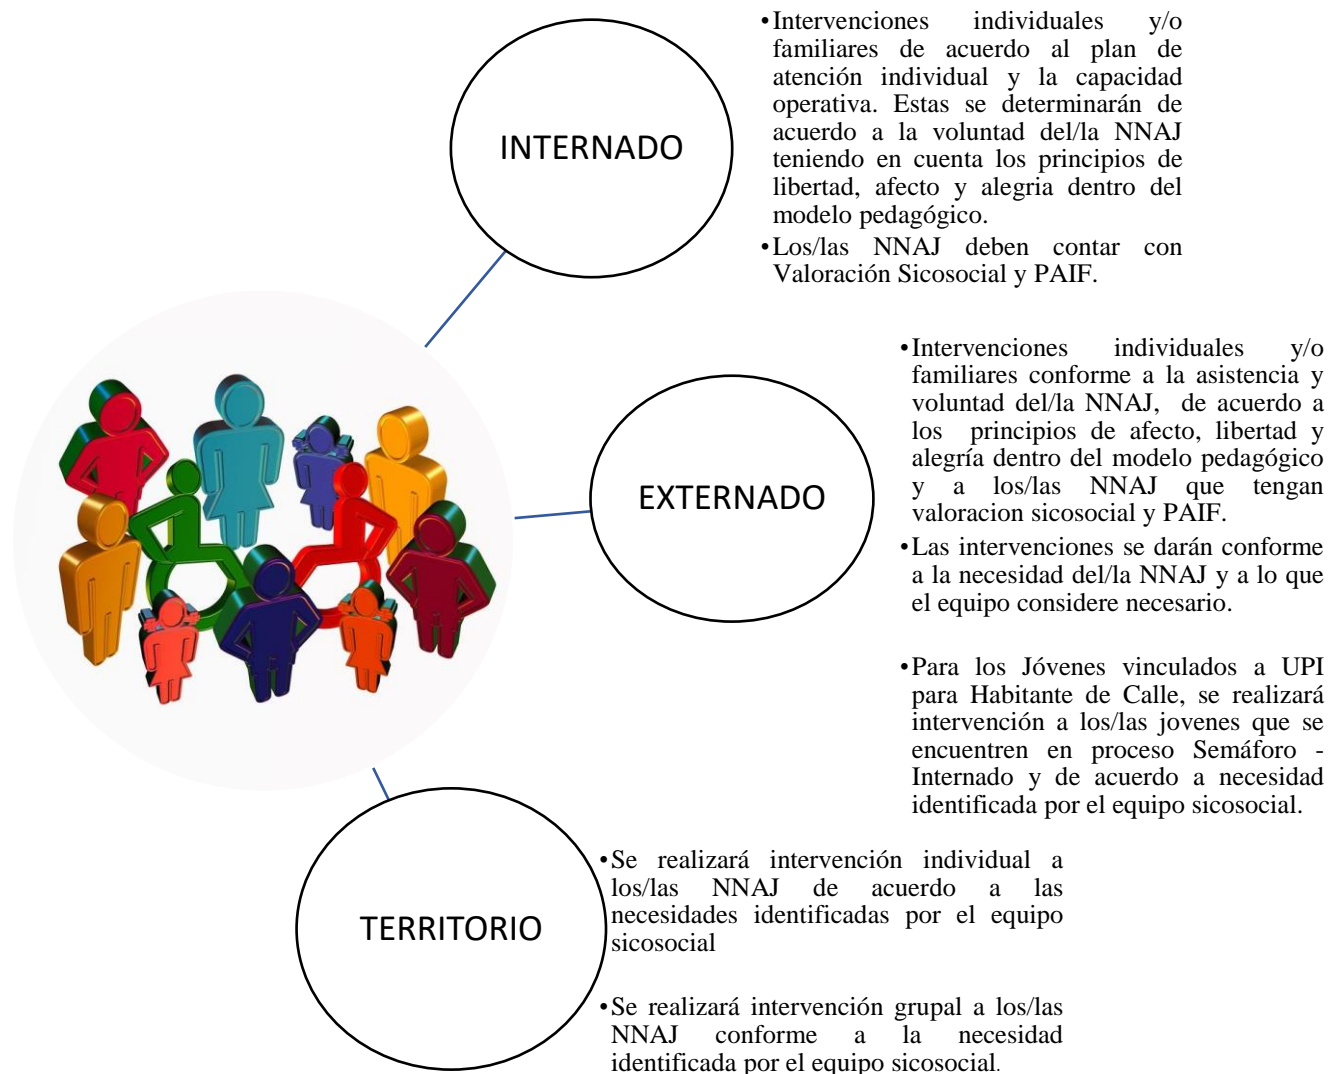 INTERNADO
•Intervenciones individuales y/o
familiares de acuerdo al plan de
atención individual y la capacidad
operativa. Estas se determinarán de
acuerdo a la voluntad del/la NNAJ
teniendo en cuenta los principios de
libertad, afecto y alegria dentro del
modelo pedagógico.
•Los/las NNAJ deben contar con
Valoración Sicosocial y PAIF.
EXTERNADO
•Intervenciones individuales y/o
familiares conforme a la asistencia y
voluntad del/la NNAJ, de acuerdo a
los principios de afecto, libertad y
alegría dentro del modelo pedagógico
y a los/las NNAJ que tengan
valoracion sicosocial y PAIF.
•Las intervenciones se darán conforme
a la necesidad del/la NNAJ y a lo que
el equipo considere necesario.
•Para los Jóvenes vinculados a UPI
para Habitante de Calle, se realizará
intervención a los/las jovenes que se
encuentren en proceso Semáforo -
Internado y de acuerdo a necesidad
identificada por el equipo sicosocial.
TERRITORIO
•Se realizará intervención individual a
los/las NNAJ de acuerdo a las
necesidades identificadas por el equipo
sicosocial
•Se realizará intervención grupal a los/las
NNAJ conforme a la necesidad
identificada por el equipo sicosocial.